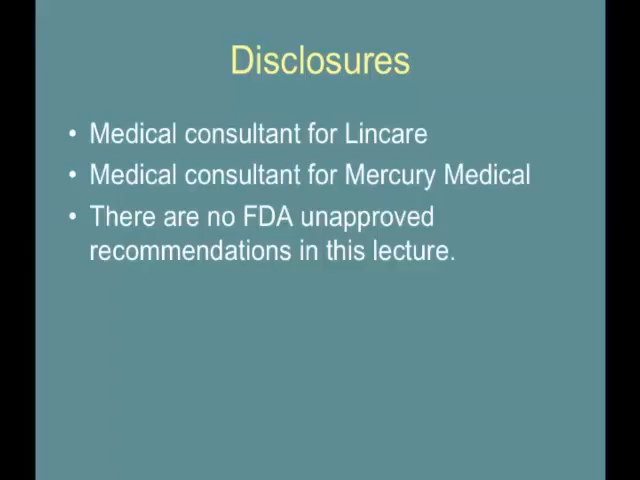 Disclosures
• Medical consultant for Lincare
• Medical consultant for Mercury Medical
• There are no FDA unapproved
recommendations in this lecture.